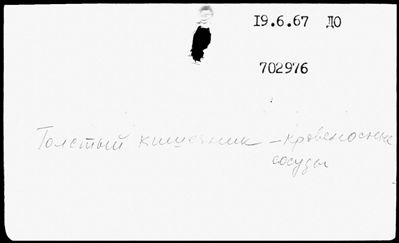 19.6.67 ДО
702976
Толстый кишечник – кровеносные
сосуды